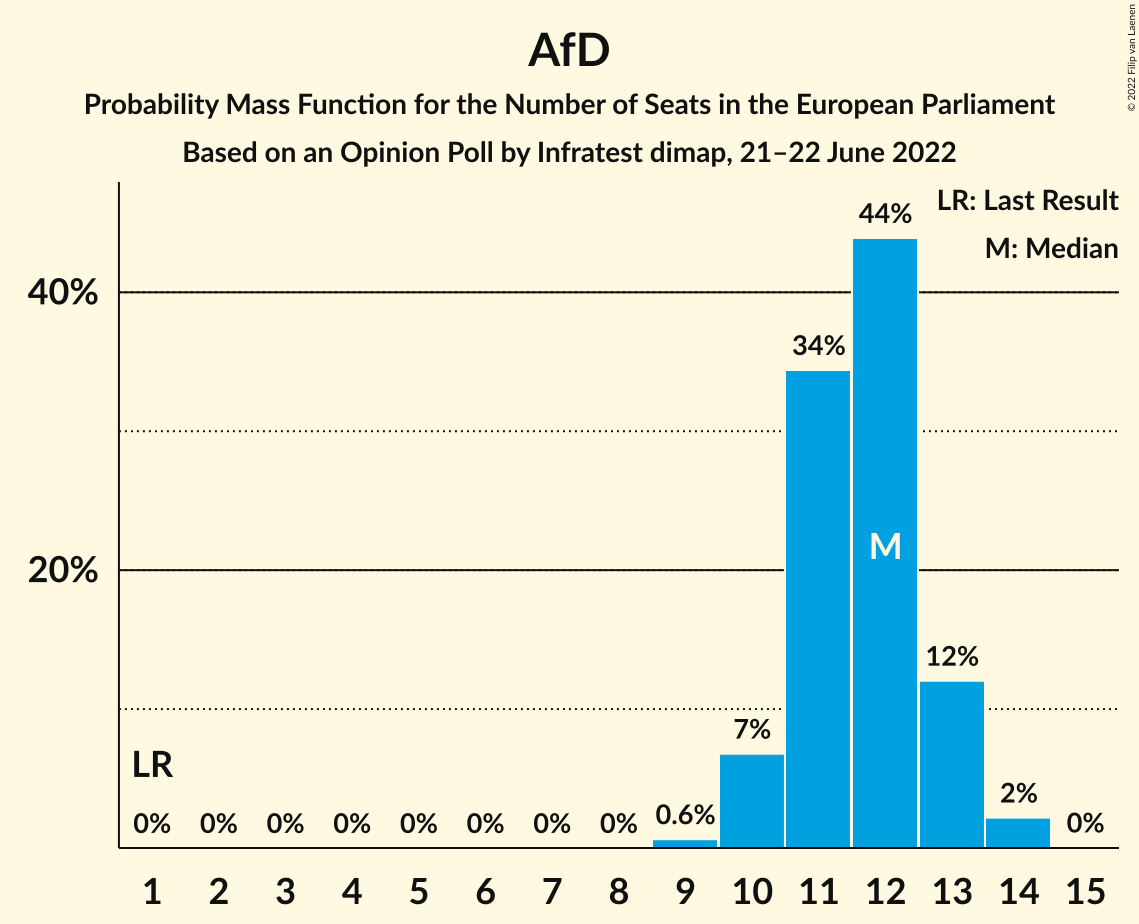 AfD
Probability Mass Function for the Number of Seats in the European Parliament
Based on an Opinion Poll by Infratest dimap, 21–22 June 2022
© 2022 Filip van Laenen
LR: Last Result
M: Median
44%
40%
34%
M
20%
12%
7%
LR
0% 0% 0% 0% 0% 0% 0% 0% 0.6% 2% 0%
1 2 3 4 5 6 7 8 9 10 11 12 13 14 15